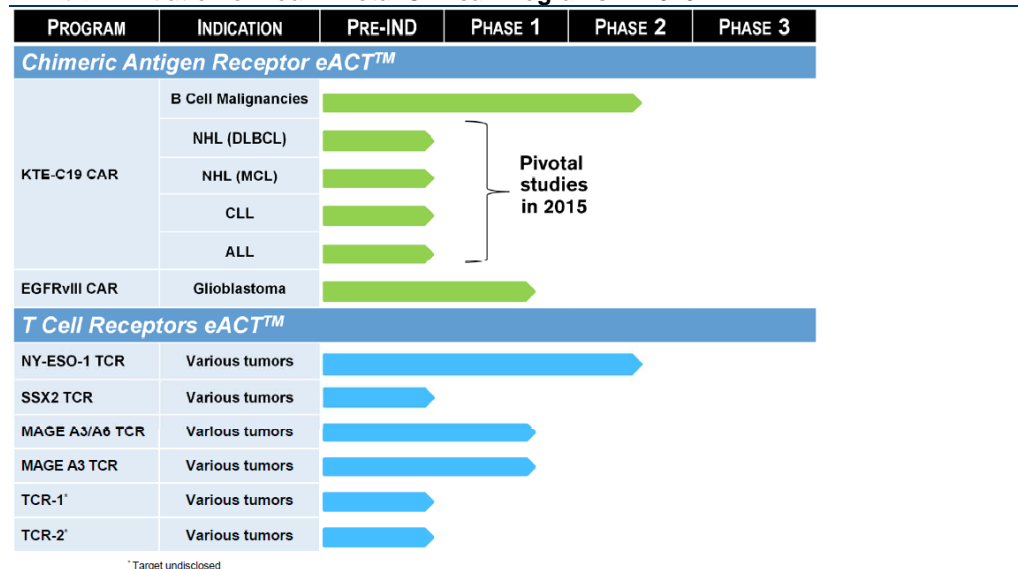 PROGRAM INDICATION PRE-IND PHASE 1 PHASE 2 PHASE 3
Chimeric Antigen Receptor eACT™
B Cell Malignancies
NHL (DLBCL)
KTE-C19 CAR NHL (MCL)
CLL
ALL
Pivotal
studies
in 2015
EGFRvIII CAR Glioblastoma
T Cell Receptors eACT™
NY-ESO-1 TCR Various tumors
SSX2 TCR Various tumors
MAGE A3/A6 TCR Various tumors
MAGE A3 TCR Various tumors
TCR-1* Various tumors
TCR-2* Various tumors
* Target undisclosed